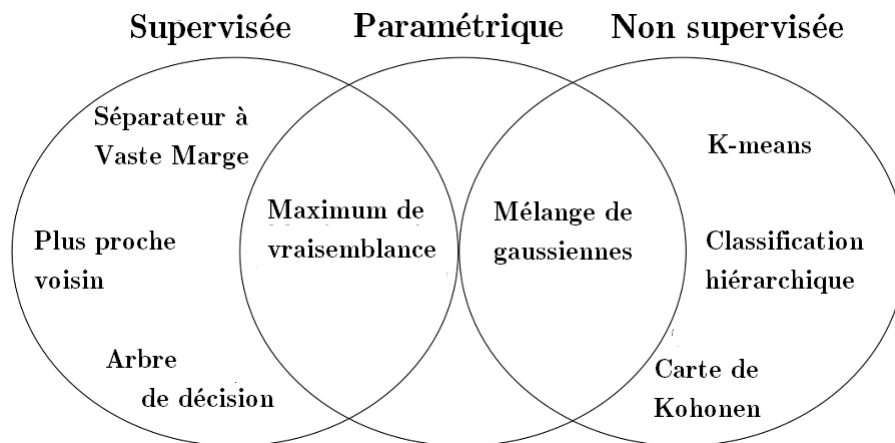 Supervisée
Paramétrique
Non supervisée
Séparateur à
Vaste Marge
Plus proche
voisin
Arbre
de décision
Maximum de
vraisemblance
Mélange de
gaussiennes
K-means
Classification
hiérarchique
Carte de
Kohonen